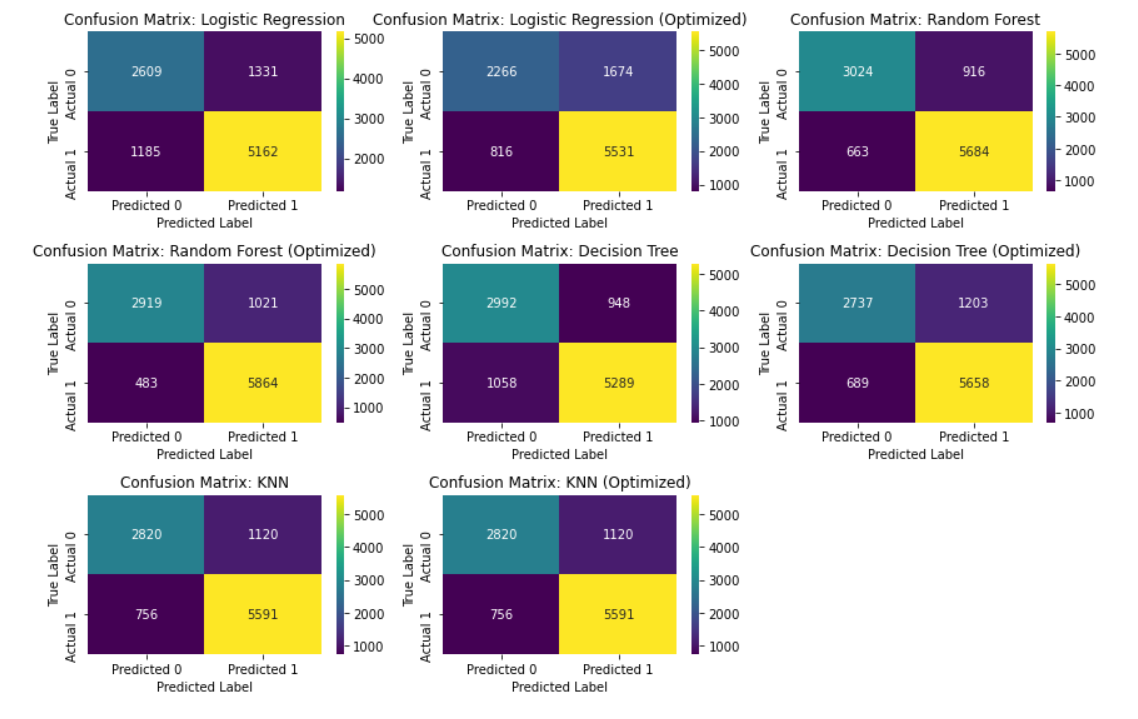 Confusion Matrix: Logistic Regression
True Label
Actual 0
Actual 1
2609 1331
1185 5162
5000
4000
3000
2000
Predicted 0 Predicted 1
Predicted Label
Confusion Matrix: Logistic Regression (Optimized)
True Label
Actual 0
Actual 1
2266 1674
816 5531
5000
4000
3000
2000
1000
Predicted 0 Predicted 1
Predicted Label
Confusion Matrix: Random Forest
True Label
Actual 0
Actual 1
3024 916
663 5684
5000
4000
3000
2000
1000
Predicted 0 Predicted 1
Predicted Label
Confusion Matrix: Random Forest (Optimized)
True Label
Actual 0
Actual 1
2919 1021
483 5864
5000
4000
3000
2000
1000
Predicted 0 Predicted 1
Predicted Label
Confusion Matrix: Decision Tree
True Label
Actual 0
Actual 1
2992 948
1058 5289
5000
4000
3000
2000
1000
Predicted 0 Predicted 1
Predicted Label
Confusion Matrix: Decision Tree (Optimized)
True Label
Actual 0
Actual 1
2737 1203
689 5658
5000
4000
3000
2000
1000
Predicted 0 Predicted 1
Predicted Label
Confusion Matrix: KNN
True Label
Actual 0
Actual 1
2820 1120
756 5591
5000
4000
3000
2000
1000
Predicted 0 Predicted 1
Predicted Label
Confusion Matrix: KNN (Optimized)
True Label
Actual 0
Actual 1
2820 1120
756 5591
5000
4000
3000
2000
1000
Predicted 0 Predicted 1
Predicted Label